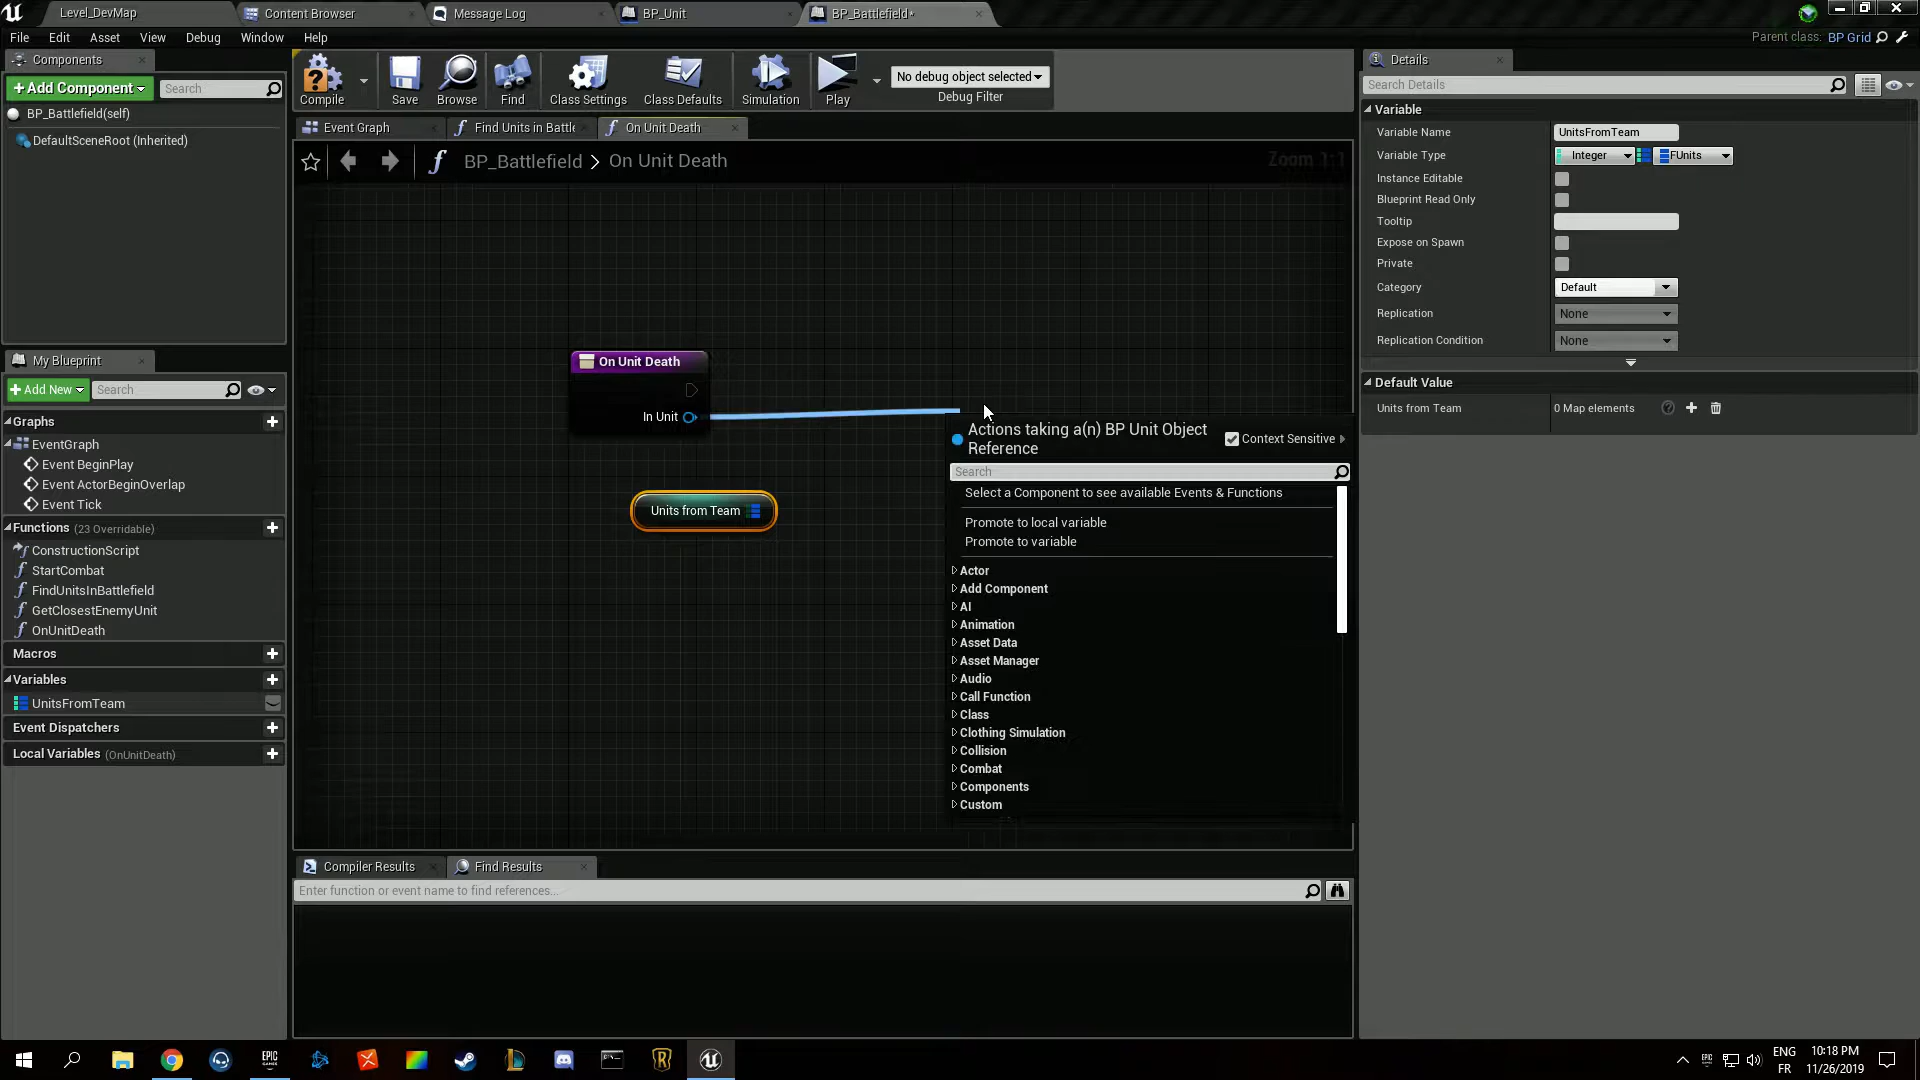 Level_DevMap
Content Browser
Message Log
BP_Unit
BP_Battlefield*
File Edit Asset View Debug Window Help
Parent class: BP Grid
Components
+Add Component
Search
BP_Battlefield(self)
DefaultSceneRoot (Inherited)
Compile
Save
Browse
Find
Class Settings
Class Defaults
Simulation
Play
No debug object selected
Debug Filter
Event Graph
Find Units in Battle
On Unit Death
BP_Battlefield > On Unit Death
Zoom 1:1
On Unit Death
In Unit
Units from Team
Actions taking a(n) BP Unit Object
Reference
Context Sensitive
Search
Select a Component to see available Events & Functions
Promote to local variable
Promote to variable
Actor
Add Component
AI
Animation
Asset Data
Asset Manager
Audio
Call Function
Class
Clothing Simulation
Collision
Combat
Components
Custom
My Blueprint
+Add New
Search
Graphs
EventGraph
Event BeginPlay
Event ActorBeginOverlap
Event Tick
Functions (23 Overridable)
ConstructionScript
StartCombat
FindUnitsInBattlefield
GetClosestEnemyUnit
OnUnitDeath
Macros
Variables
UnitsFromTeam
Event Dispatchers
Local Variables (OnUnitDeath)
Compiler Results
Find Results
Enter function or event name to find references...
Details
Search Details
Variable
Variable Name UnitsFromTeam
Variable Type Integer FUnits
Instance Editable
Blueprint Read Only
Tooltip
Expose on Spawn
Private
Category Default
Replication None
Replication Condition None
Default Value
Units from Team 0 Map elements
EPIC GAMES
ENG
FR
10:18 PM
11/26/2019